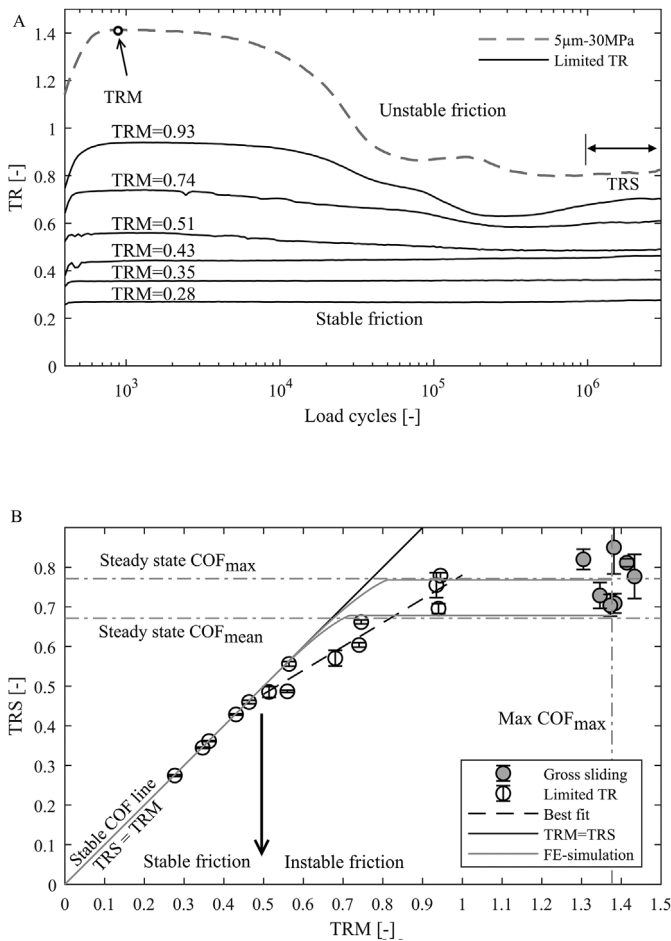 A
1.4
1.2
1
0.8
0.6
0.4
0.2
0
TR [-]
5μm-30MPa
Limited TR
TRM
Unstable friction
TRM=0.93
TRS
TRM=0.74
TRM=0.51
TRM=0.43
TRM=0.35
TRM=0.28
Stable friction
10³
10⁴
10⁵
10⁶
Load cycles [-]
B
0.8
0.7
0.6
0.5
0.4
0.3
0.2
0.1
0
TRS [-]
Steady state COFmax
Steady state COFmean
Max COFmax
Stable COF line
TRS = TRM
Stable friction
Instable friction
Gross sliding
Limited TR
Best fit
TRM=TRS
FE-simulation
0 0.1 0.2 0.3 0.4 0.5 0.6 0.7 0.8 0.9 1 1.1 1.2 1.3 1.4 1.5
TRM [-]